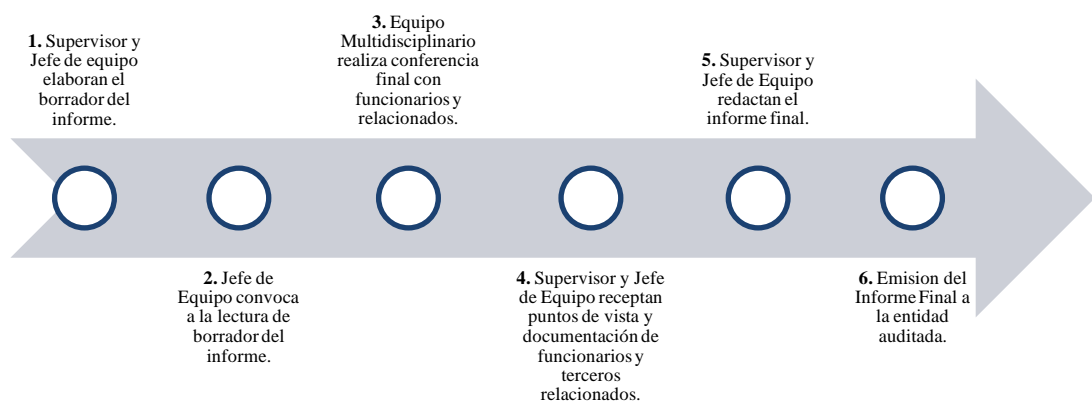 1. Supervisor y
Jefe de equipo
elaboran el
borrador del
informe.
2. Jefe de
Equipo convoca
a la lectura de
borrador del
informe.
3. Equipo
Multidisciplinario
realiza conferencia
final con
funcionarios y
relacionados.
4. Supervisor y Jefe
de Equipo receptan
puntos de vista y
documentación de
funcionarios y
terceros
relacionados.
5. Supervisor y
Jefe de Equipo
redactan el
informe final.
6. Emision del
Informe Final a
la entidad
auditada.